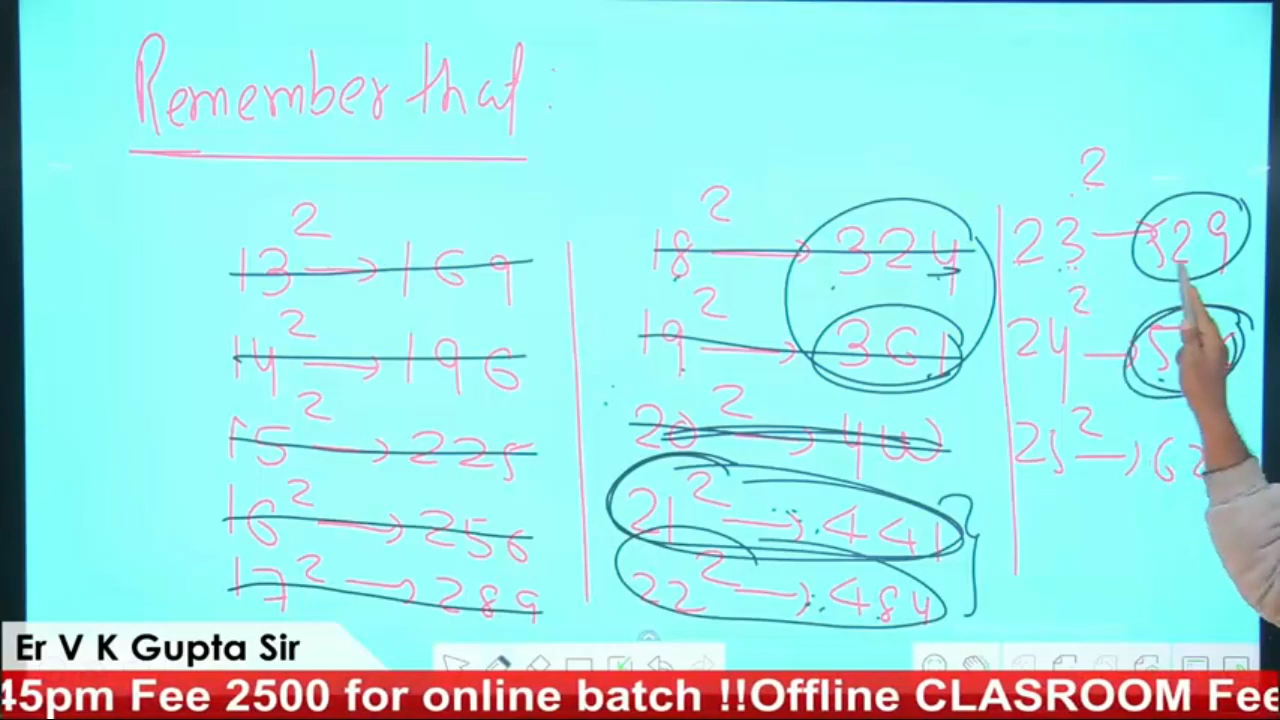 Remember that :
13² → 169
14² → 196
15² → 225
16² → 256
17² → 289
18² → 324
19² → 361
20² → 400
21² → 441
22² → 484
23² → 529
24² → 5
25² → 62
Er V K Gupta Sir
45pm Fee 2500 for online batch !!Offline CLASROOM Fee